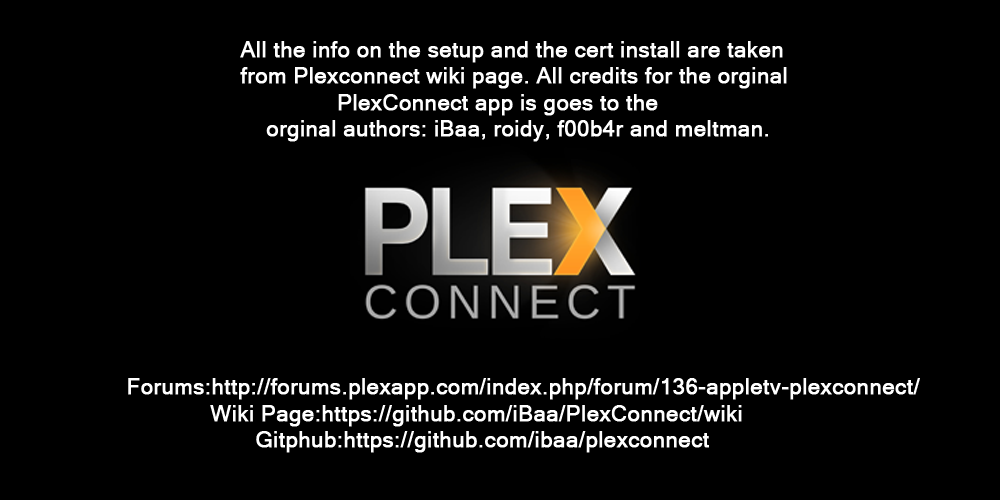 All the info on the setup and the cert install are taken
from Plexconnect wiki page. All credits for the orginal
PlexConnect app is goes to the
orginal authors: iBaa, roidy, f00b4r and meltman.
PLEX
CONNECT
Forums:http://forums.plexapp.com/index.php/forum/136-appletv-plexconnect/
Wiki Page:https://github.com/iBaa/PlexConnect/wiki
Gitphub:https://github.com/ibaa/plexconnect